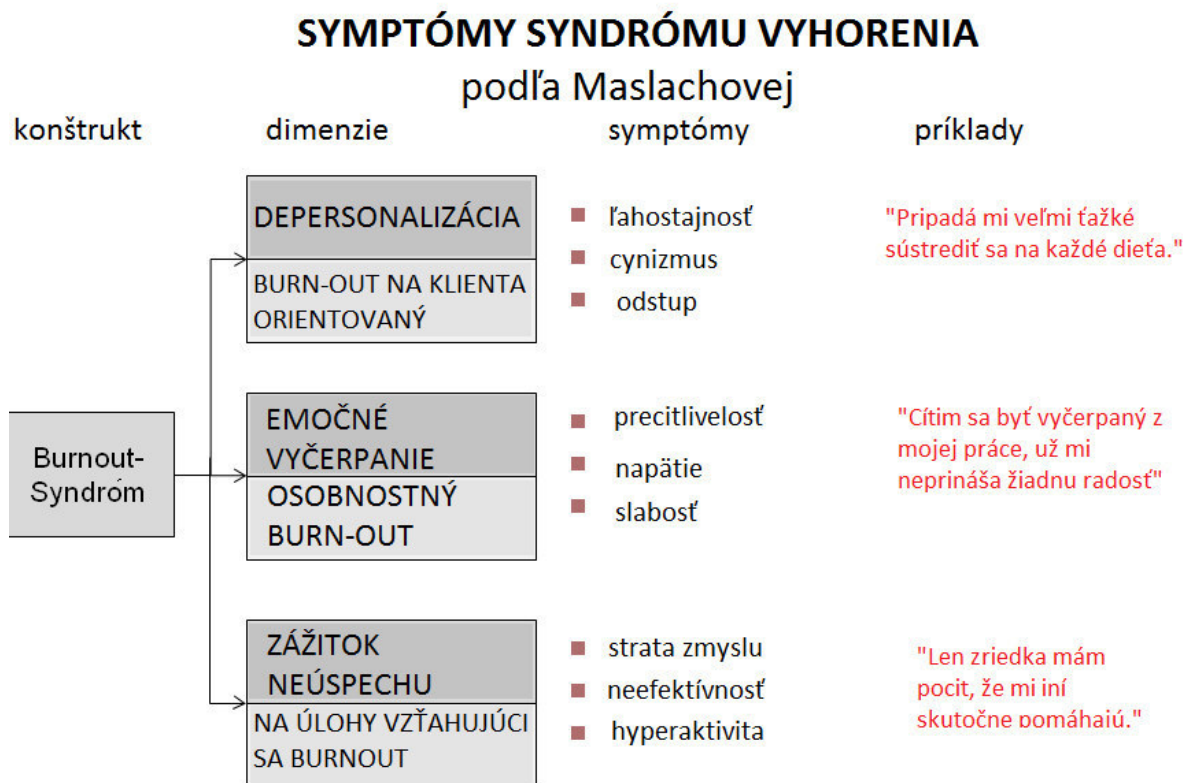 SYMPTÓMY SYNDRÓMU VYHORENIA
podľa Maslachovej
konštrukt
dimenzie
symptómy
príklady
Burnout-
Syndróm
DEPERSONALIZÁCIA
BURN-OUT NA KLIENTA
ORIENTOVANÝ
ľahostajnosť
cynizmus
odstup
"Pripadá mi veľmi ťažké
sústrediť sa na každé dieťa."
EMOČNÉ
VYČERPANIE
OSOBNOSTNÝ
BURN-OUT
precitlivelosť
napätie
slabosť
"Cítim sa byť vyčerpaný z
mojej práce, už mi
neprináša žiadnu radosť"
ZÁŽITOK
NEÚSPECHU
NA ÚLOHY VZŤAHUJÚCI
SA BURNOUT
strata zmyslu
neefektívnosť
hyperaktivita
"Len zriedka mám
pocit, že mi iní
skutočne pomáhajú."